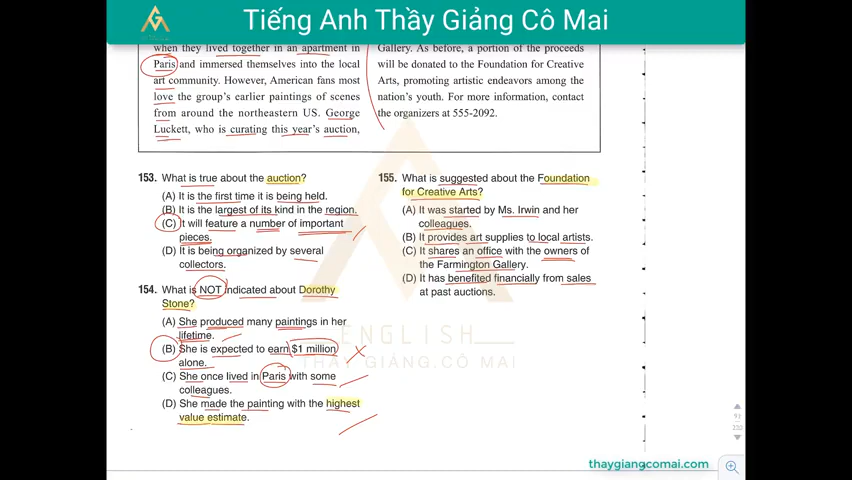 Tiếng Anh Thầy Giảng Cô Mai
when they lived together in an apartment in
Paris and immersed themselves into the local
art community. However, American fans most
love the group's earlier paintings of scenes
from around the northeastern US. George
Luckett, who is curating this year's auction,
Gallery. As before, a portion of the proceeds
will be donated to the Foundation for Creative
Arts, promoting artistic endeavors among the
nation's youth. For more information, contact
the organizers at 555-2092.
153. What is true about the auction?
(A) It is the first time it is being held.
(B) It is the largest of its kind in the region.
(C) It will feature a number of important
pieces.
(D) It is being organized by several
collectors.
154. What is NOT indicated about Dorothy
Stone?
(A) She produced many paintings in her
lifetime.
(B) She is expected to earn $1 million
alone.
(C) She once lived in Paris with some
colleagues.
(D) She made the painting with the highest
value estimate.
155. What is suggested about the Foundation
for Creative Arts?
(A) It was started by Ms. Irwin and her
colleagues.
(B) It provides art supplies to local artists.
(C) It shares an office with the owners of
the Farmington Gallery.
(D) It has benefited financially from sales
at past auctions.
ENGLISH
THẦY GIẢNG.CÔ MAI
thaygiangcomai.com